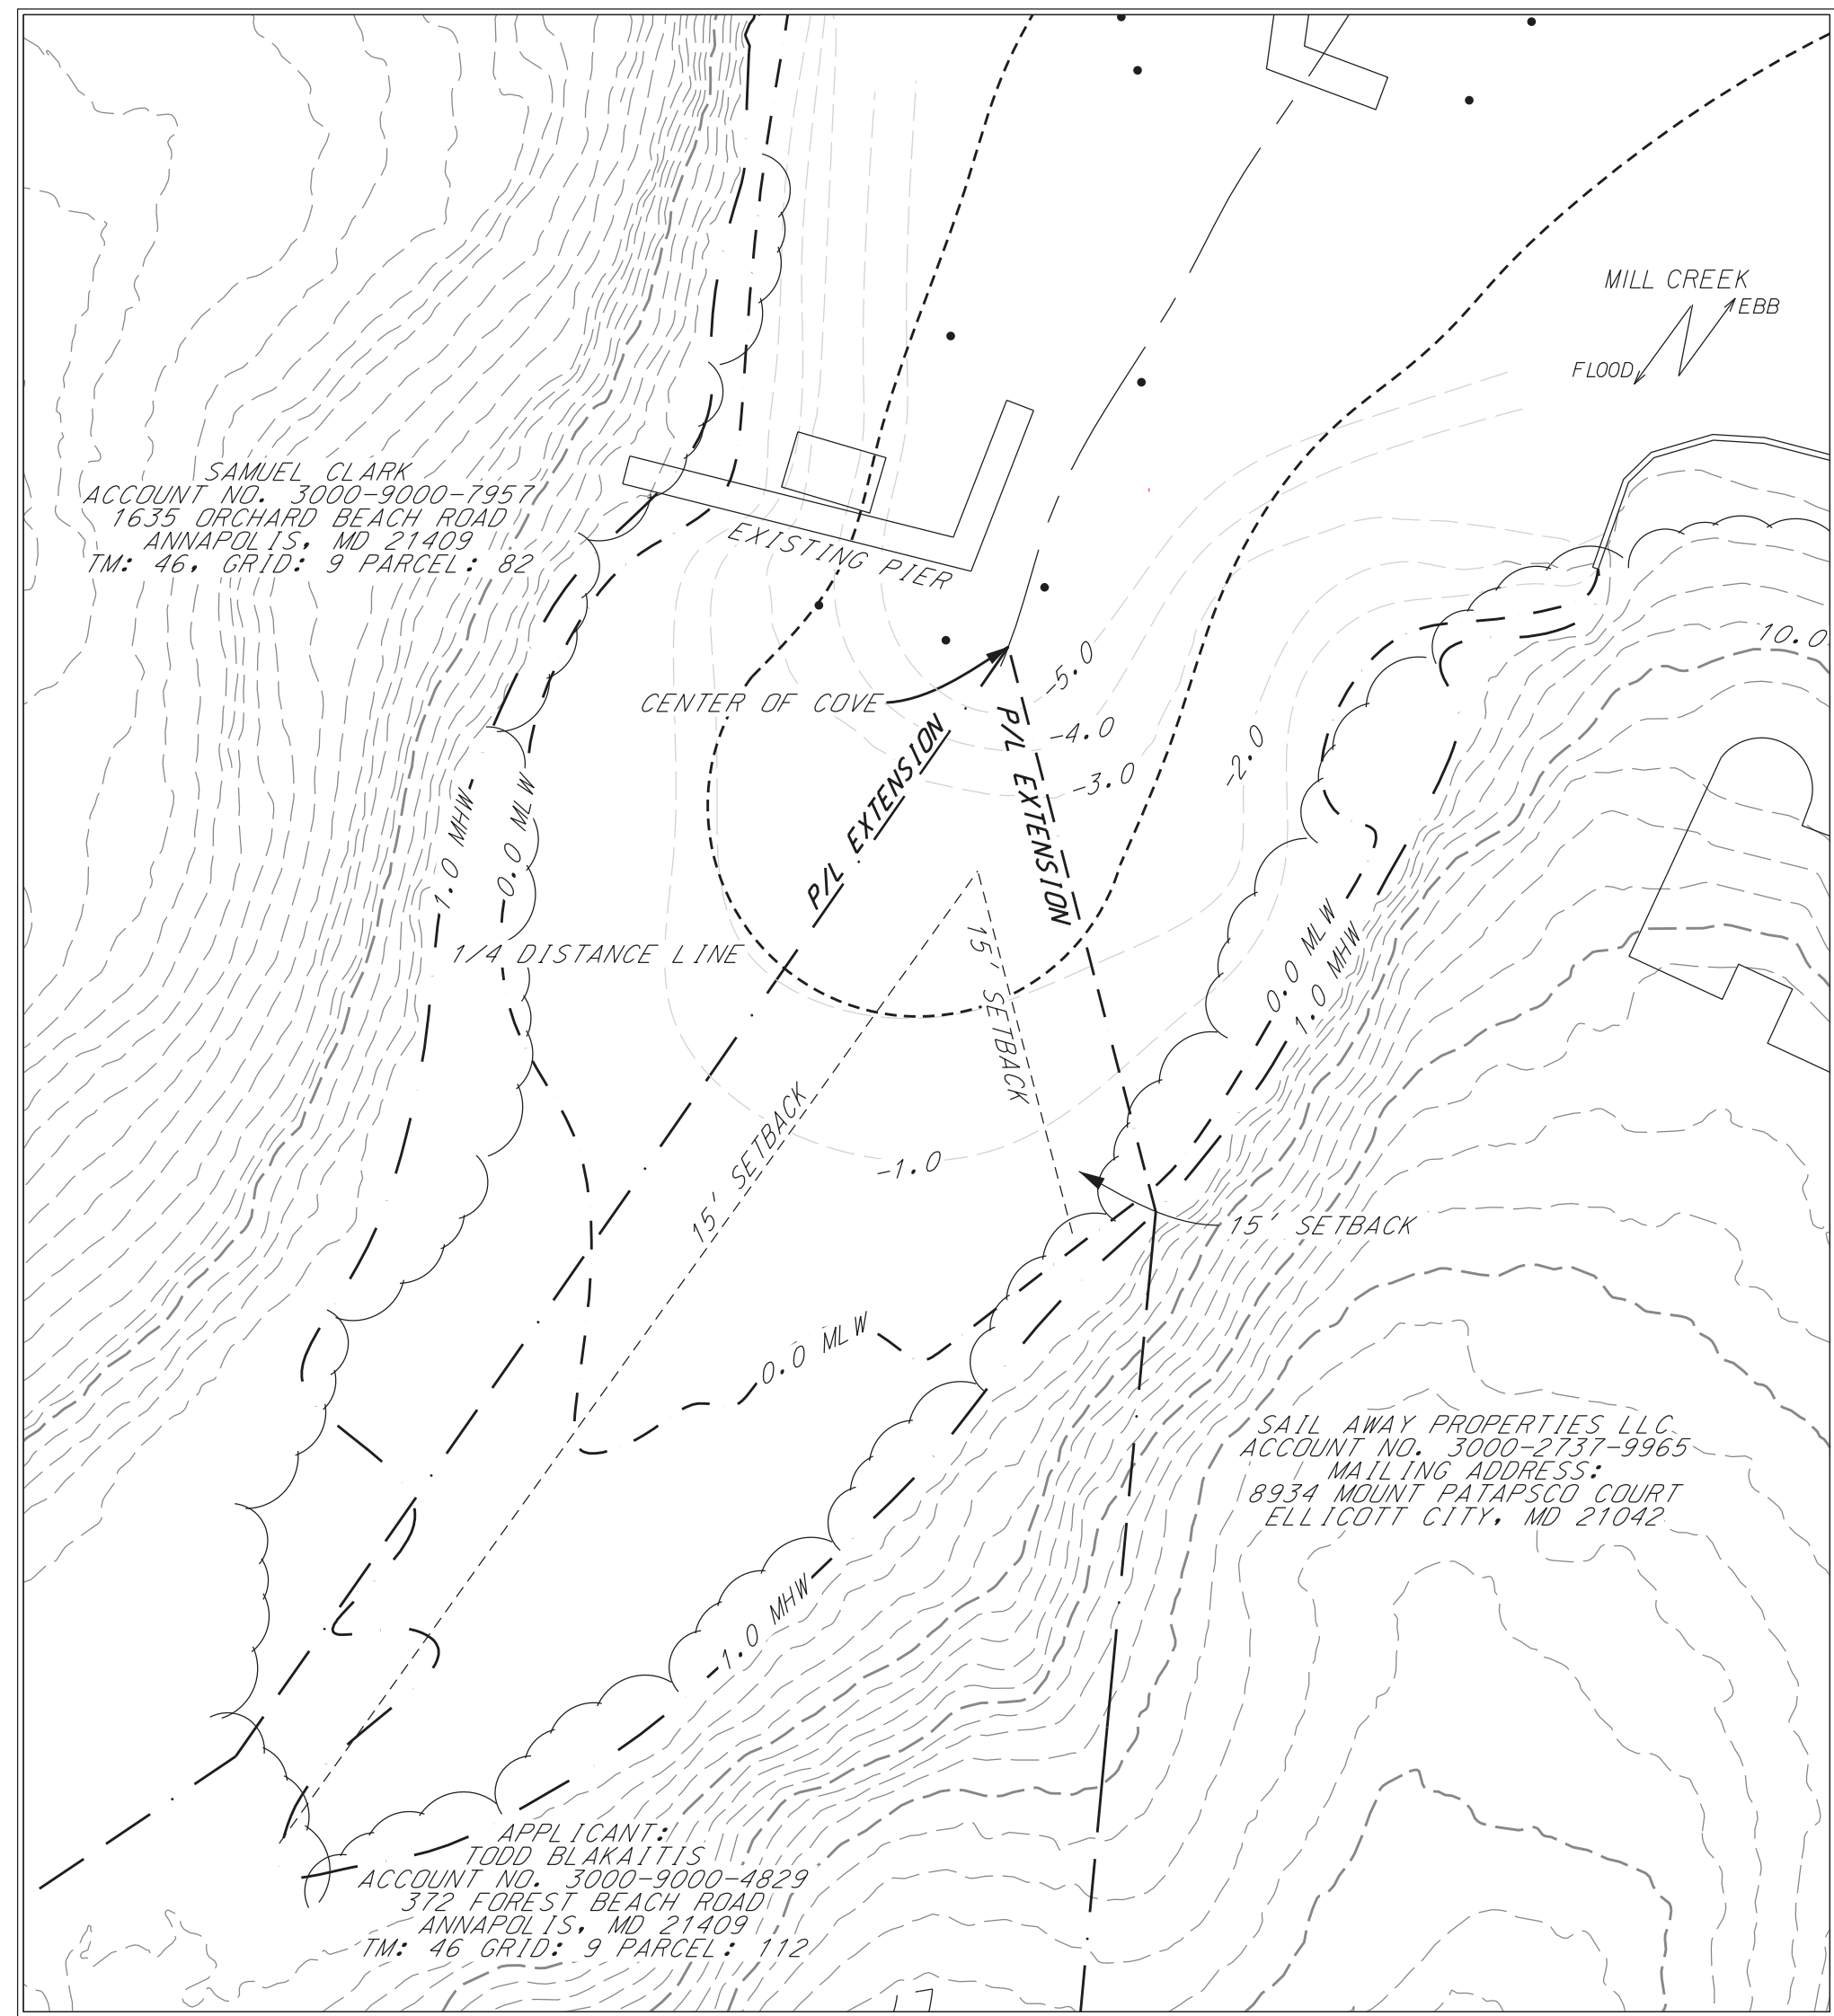 MILL CREEK
EBB
FLOOD
SAMUEL CLARK
ACCOUNT NO. 3000-9000-7957
1635 ORCHARD BEACH ROAD
ANNAPOLIS, MD 21409
TM: 46, GRID: 9 PARCEL: 82
EXISTING PIER
10.0
CENTER OF COVE
-5.0
-4.0
-3.0
-2.0
P/L EXTENSION
P/L EXTENSION
1.0 MHW
0.0 MLW
1/4 DISTANCE LINE
15' SETBACK
0.0 MLW
1.0 MHW
15' SETBACK
-1.0
15' SETBACK
0.0 MLW
SAIL AWAY PROPERTIES LLC
ACCOUNT NO. 3000-2737-9965
MAILING ADDRESS:
8934 MOUNT PATAPSCO COURT
ELLICOTT CITY, MD 21042
1.0 MHW
APPLICANT:
TODD BLAKAITIS
ACCOUNT NO. 3000-9000-4829
372 FOREST BEACH ROAD
ANNAPOLIS, MD 21409
TM: 46 GRID: 9 PARCEL: 112